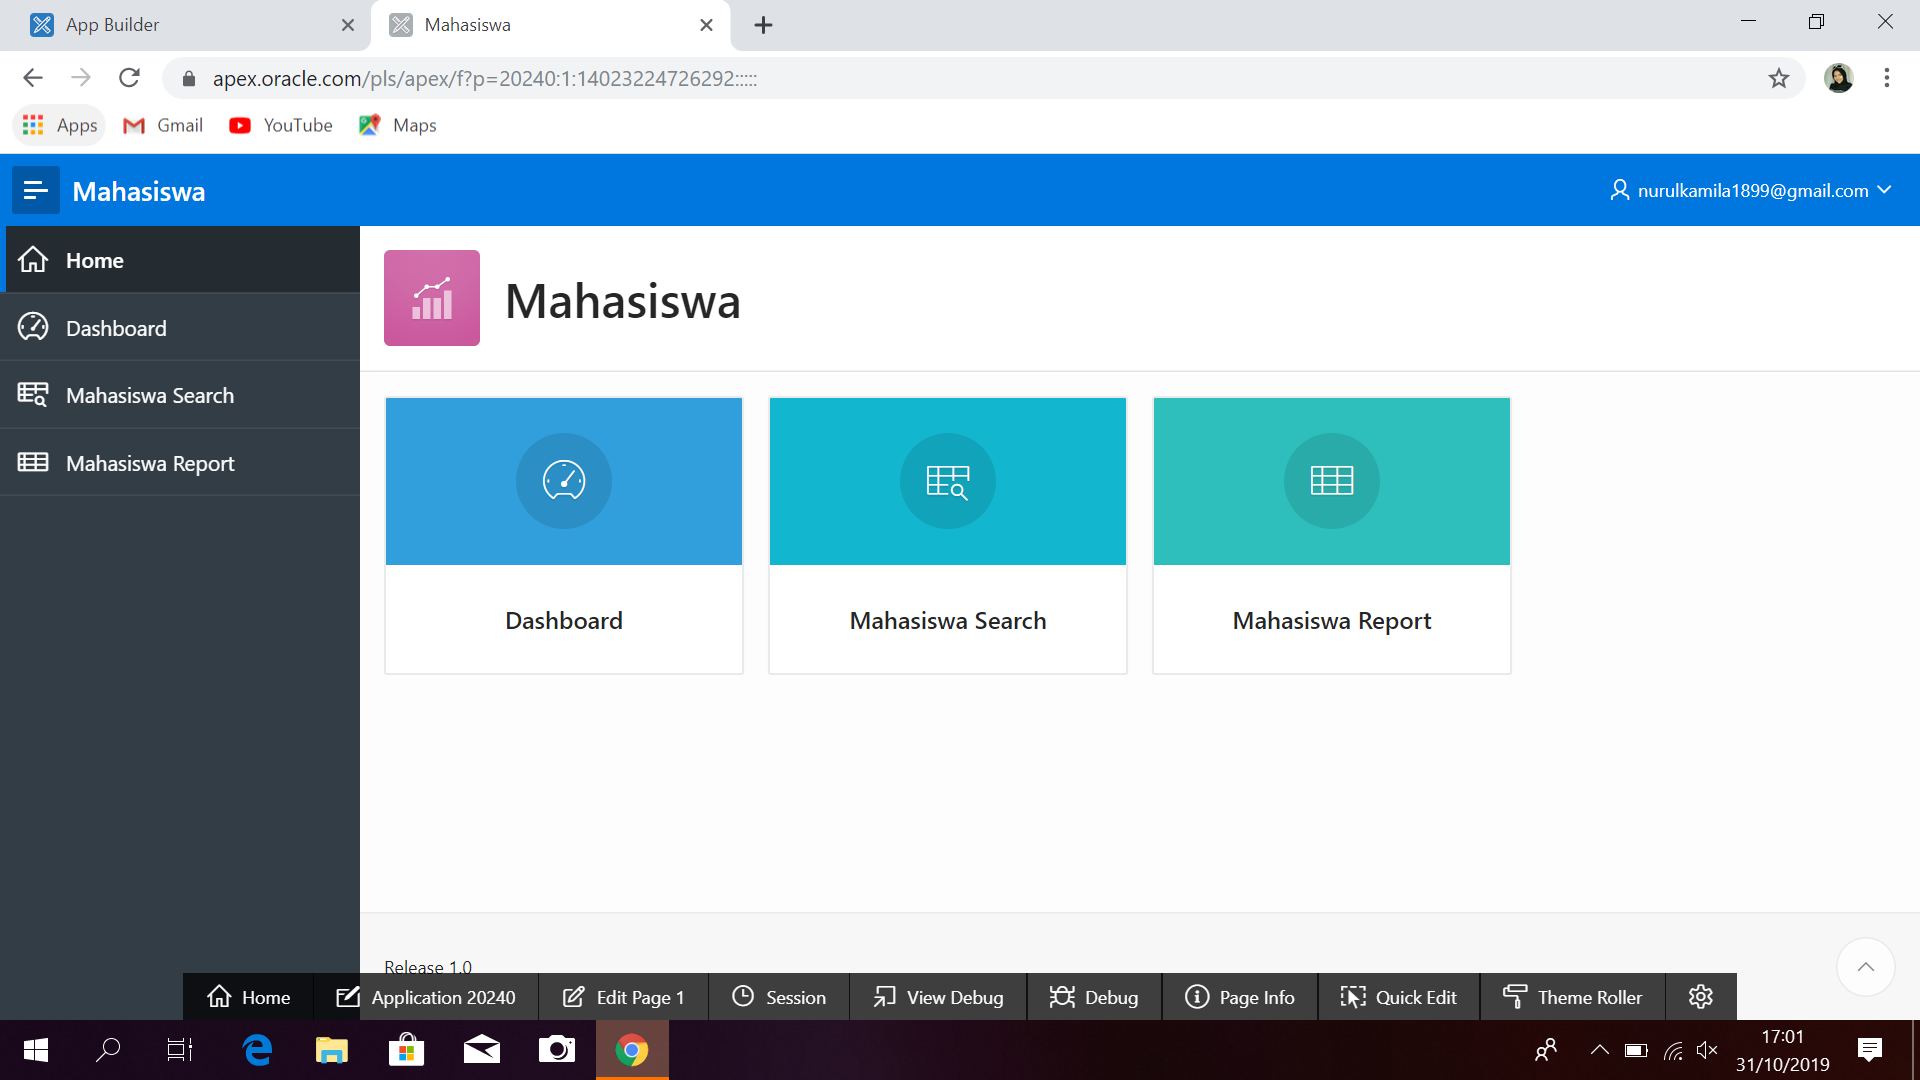 App Builder
Mahasiswa
apex.oracle.com/pls/apex/f?p=20240:1:14023224726292:::::
Apps Gmail YouTube Maps
Mahasiswa
nurulkamila1899@gmail.com
Home
Dashboard
Mahasiswa Search
Mahasiswa Report
Mahasiswa
Dashboard
Mahasiswa Search
Mahasiswa Report
Release 1.0
Home Application 20240 Edit Page 1 Session View Debug Debug Page Info Quick Edit Theme Roller
17:01
31/10/2019